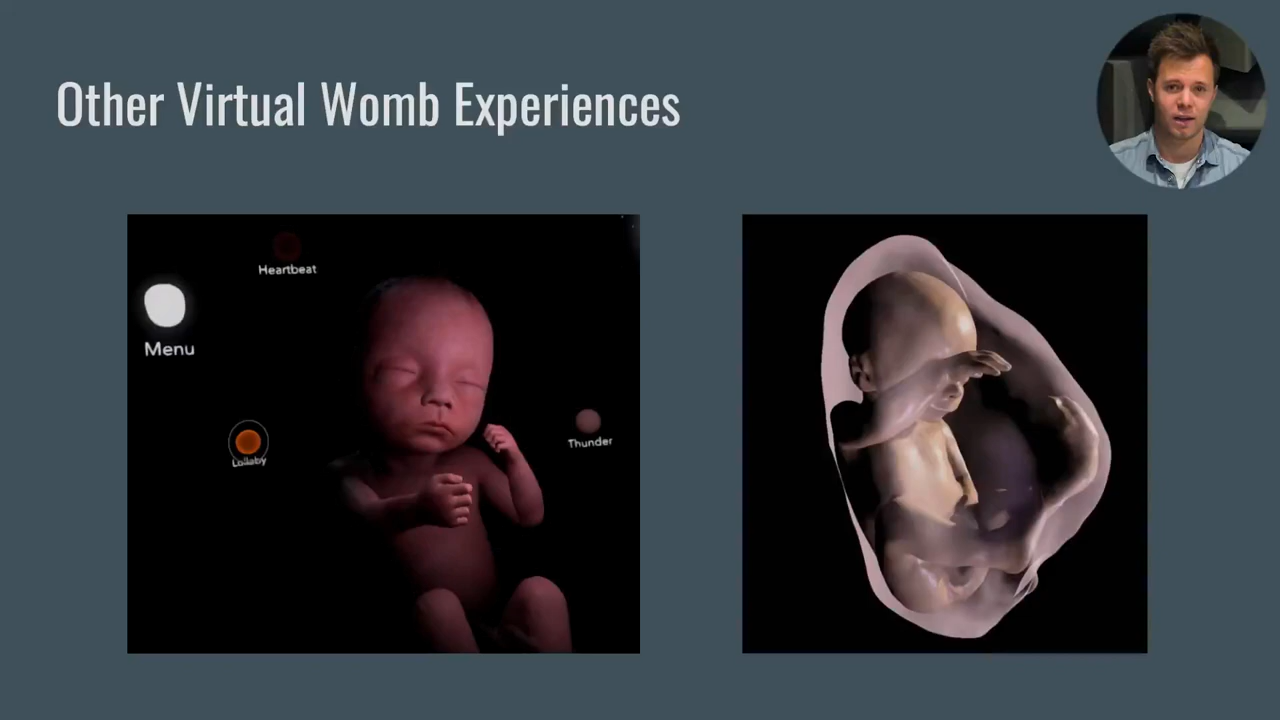 Other Virtual Womb Experiences
Heartbeat
Menu
Lullaby
Thunder